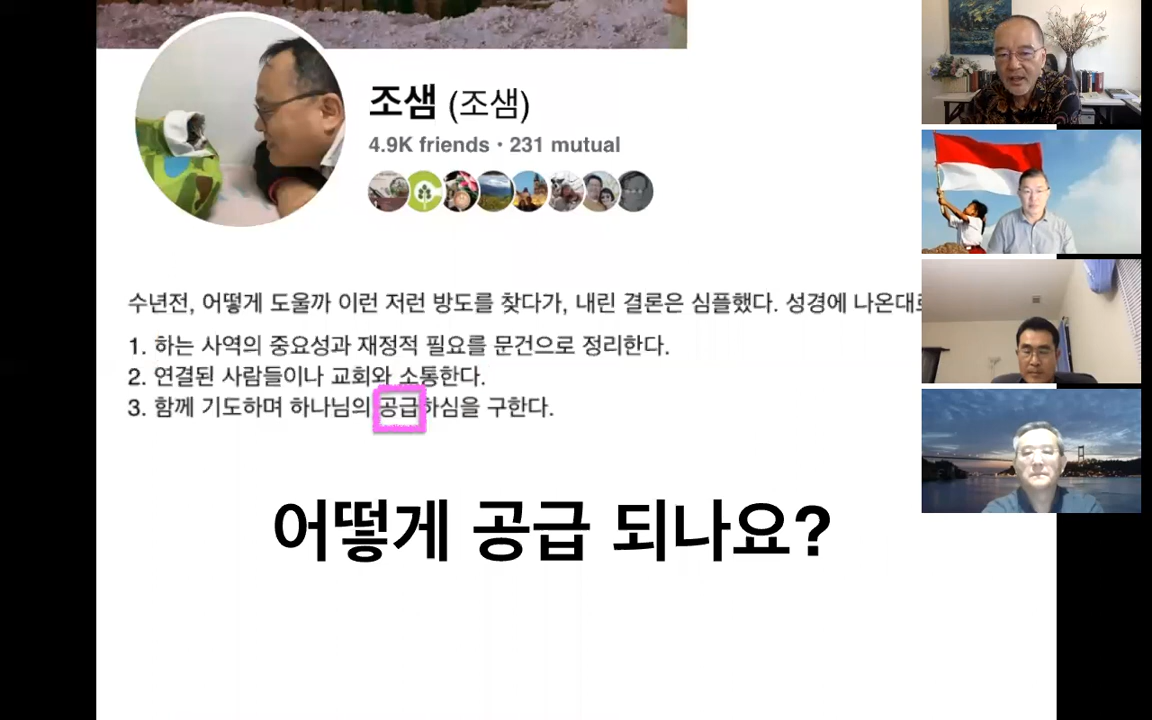 조샘 (조샘)
4.9K friends • 231 mutual
수년전, 어떻게 도울까 이런 저런 방도를 찾다가, 내린 결론은 심플했다. 성경에 나온대로
1. 하는 사역의 중요성과 재정적 필요를 문건으로 정리한다.
2. 연결된 사람들이나 교회와 소통한다.
3. 함께 기도하며 하나님의 공급하심을 구한다.
어떻게 공급 되나요?